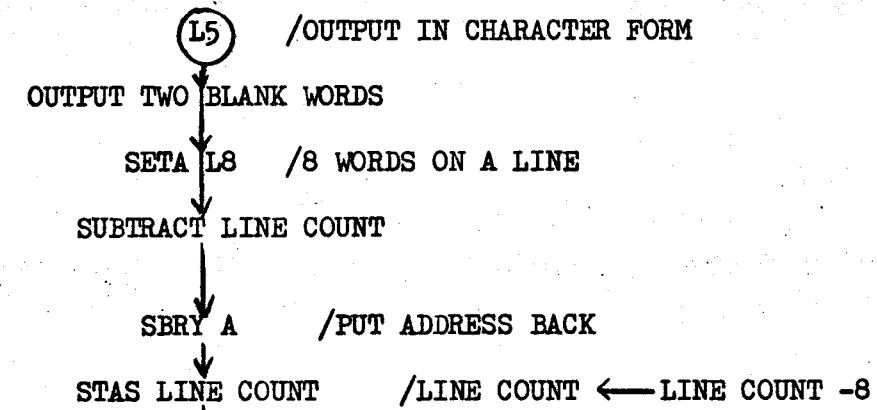 L5 /OUTPUT IN CHARACTER FORM
OUTPUT TWO BLANK WORDS
SETA L8 /8 WORDS ON A LINE
SUBTRACT LINE COUNT
SBRY A /PUT ADDRESS BACK
STAS LINE COUNT /LINE COUNT ← LINE COUNT -8